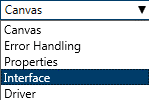 Canvas
Canvas
Error Handling
Properties
Interface
Driver